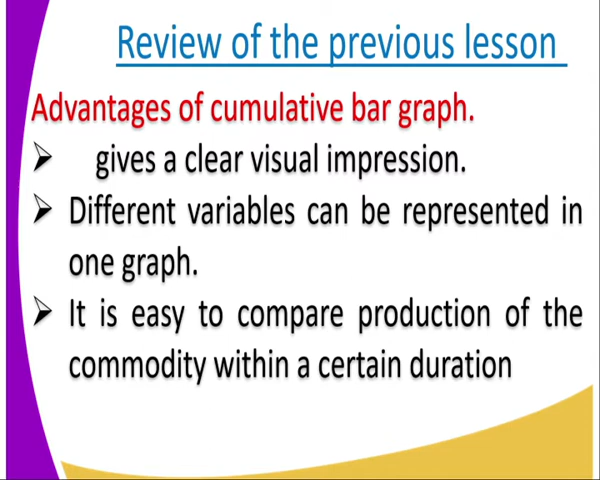 Review of the previous lesson
Advantages of cumulative bar graph.
➢ gives a clear visual impression.
➢ Different variables can be represented in
one graph.
➢ It is easy to compare production of the
commodity within a certain duration